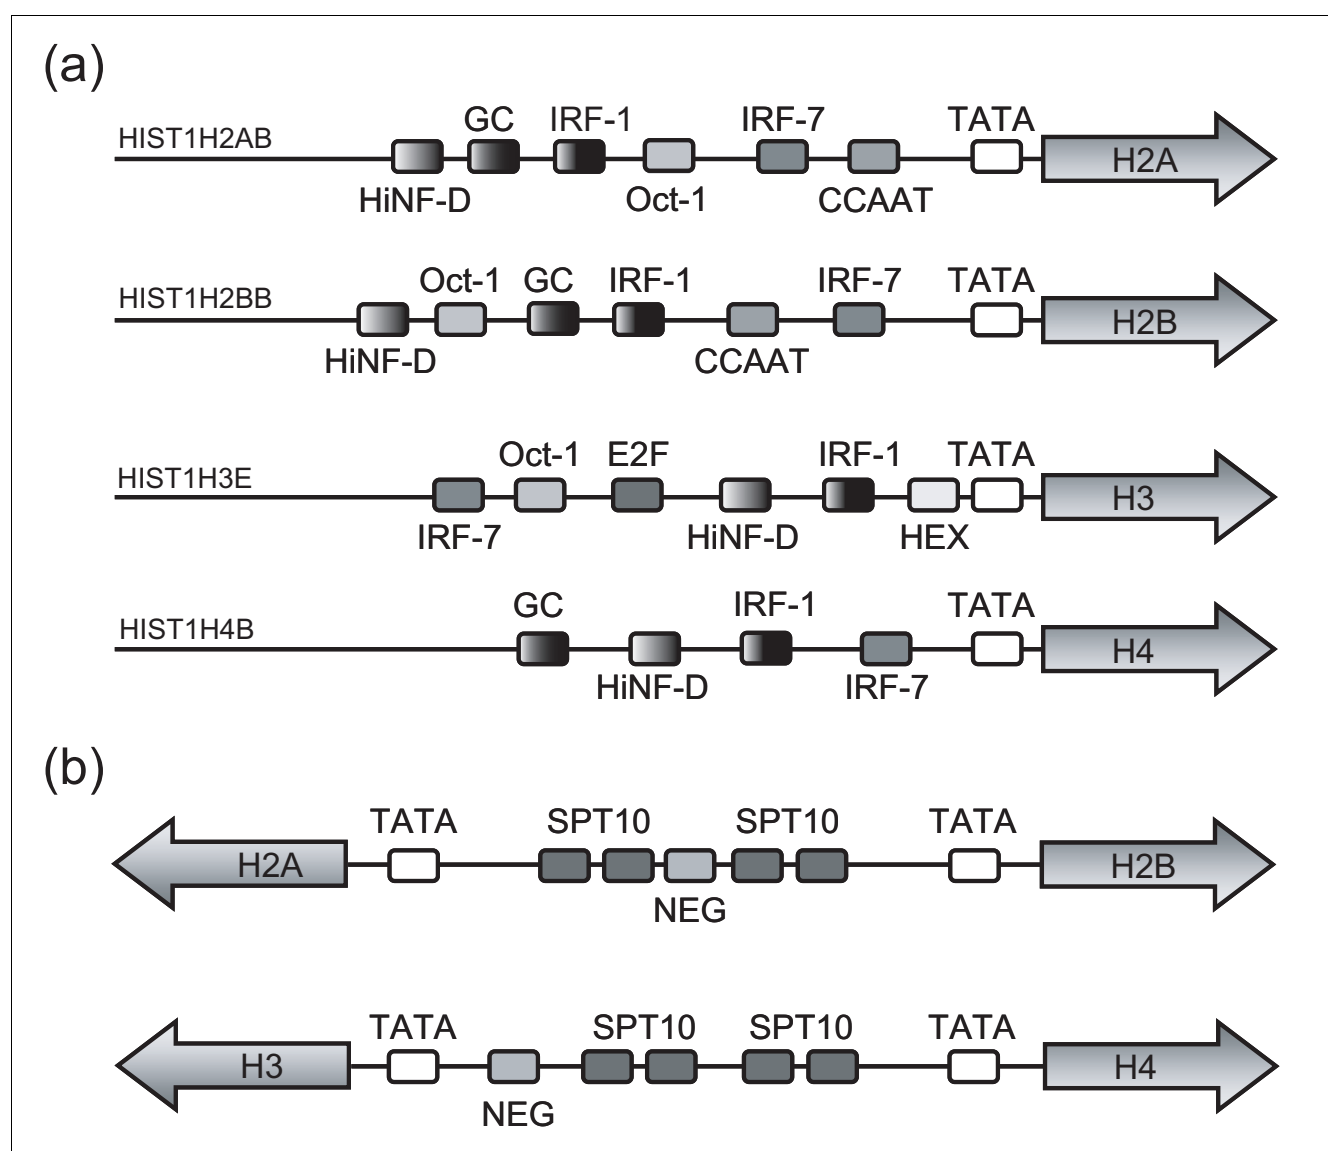 (a)
GC IRF-1 IRF-7 TATA
HIST1H2AB H2A
HiNF-D Oct-1 CCAAT
Oct-1 GC IRF-1 IRF-7 TATA
HIST1H2BB H2B
HiNF-D CCAAT
Oct-1 E2F IRF-1 TATA
HIST1H3E H3
IRF-7 HiNF-D HEX
GC IRF-1 TATA
HIST1H4B H4
HiNF-D IRF-7
(b)
TATA SPT10 SPT10 TATA
H2A H2B
NEG
TATA SPT10 SPT10 TATA
H3 H4
NEG